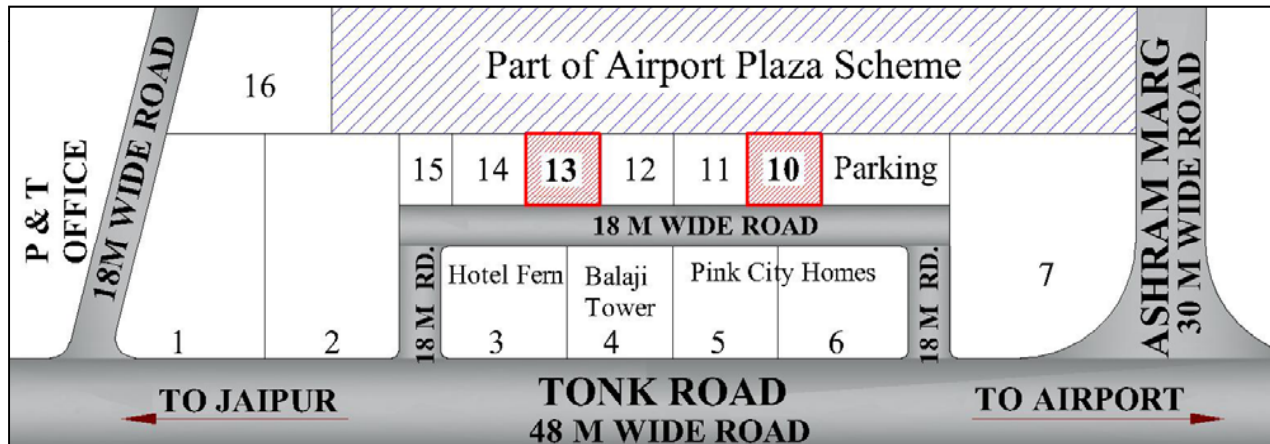 Part of Airport Plaza Scheme
16
P & T
OFFICE
18M WIDE ROAD
ASHRAM MARG
30 M WIDE ROAD
15
14
13
12
11
10
Parking
18 M WIDE ROAD
18 M RD.
Hotel Fern
Balaji
Tower
Pink City Homes
18 M RD.
7
1
2
3
4
5
6
TO JAIPUR
TONK ROAD
48 M WIDE ROAD
TO AIRPORT